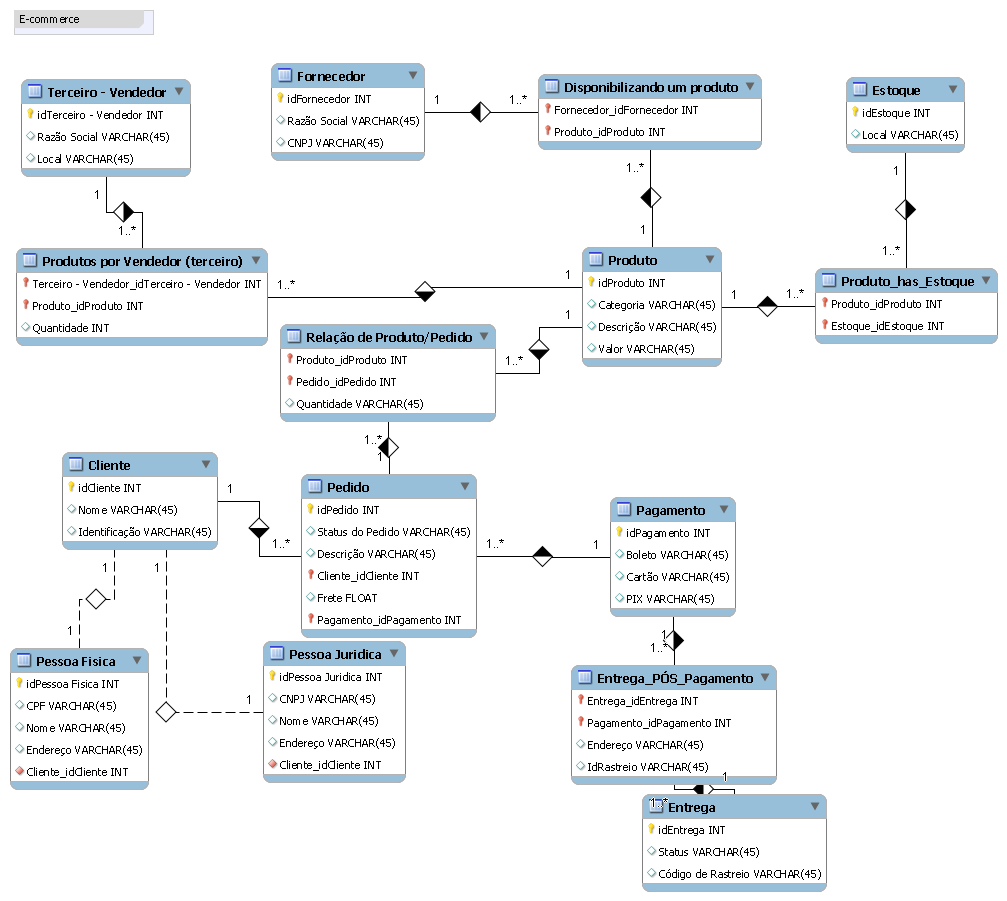 E-commerce
Terceiro - Vendedor
idTerceiro - Vendedor INT
Razão Social VARCHAR(45)
Local VARCHAR(45)
Fornecedor
idFornecedor INT
Razão Social VARCHAR(45)
CNPJ VARCHAR(45)
1
1..*
Disponibilizando um produto
Fornecedor_idFornecedor INT
Produto_idProduto INT
Estoque
idEstoque INT
Local VARCHAR(45)
1
1..*
1..*
1
1
1..*
Produtos por Vendedor (terceiro)
Terceiro - Vendedor_idTerceiro - Vendedor INT
Produto_idProduto INT
Quantidade INT
1..*
1
Produto
idProduto INT
Categoria VARCHAR(45)
Descrição VARCHAR(45)
Valor VARCHAR(45)
1
1..*
Produto_has_Estoque
Produto_idProduto INT
Estoque_idEstoque INT
Relação de Produto/Pedido
Produto_idProduto INT
Pedido_idPedido INT
Quantidade VARCHAR(45)
1
1..*
1..*
1
Cliente
idCliente INT
Nome VARCHAR(45)
Identificação VARCHAR(45)
1
1..*
Pedido
idPedido INT
Status do Pedido VARCHAR(45)
Descrição VARCHAR(45)
Cliente_idCliente INT
Frete FLOAT
Pagamento_idPagamento INT
1..*
1
Pagamento
idPagamento INT
Boleto VARCHAR(45)
Cartão VARCHAR(45)
PIX VARCHAR(45)
1
1
1
1
Pessoa Fisica
idPessoa Fisica INT
CPF VARCHAR(45)
Nome VARCHAR(45)
Endereço VARCHAR(45)
Cliente_idCliente INT
Pessoa Juridica
idPessoa Juridica INT
CNPJ VARCHAR(45)
Nome VARCHAR(45)
Endereço VARCHAR(45)
Cliente_idCliente INT
1
1..*
Entrega_PÓS_Pagamento
Entrega_idEntrega INT
Pagamento_idPagamento INT
Endereço VARCHAR(45)
IdRastreio VARCHAR(45)
1
1..*
Entrega
idEntrega INT
Status VARCHAR(45)
Código de Rastreio VARCHAR(45)